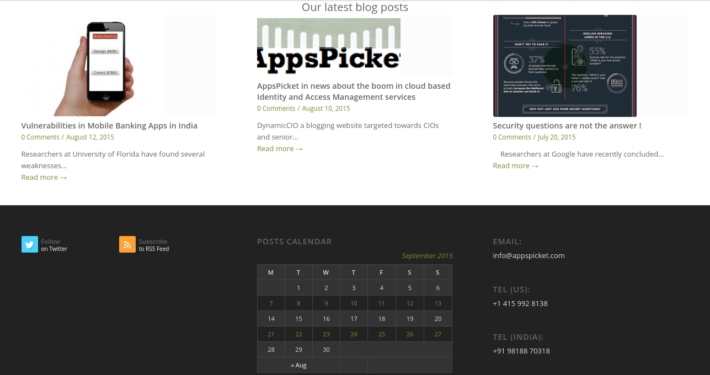 Our latest blog posts
AppsPicke
Vulnerabilities in Mobile Banking Apps in India
0 Comments / August 12, 2015
Researchers at University of Florida have found several
weaknesses...
Read more →
AppsPicket in news about the boom in cloud based
Identity and Access Management services
0 Comments / August 10, 2015
DynamicCIO a blogging website targeted towards CIOs
and senior...
Read more →
37%
55%
76%
Security questions are not the answer !
0 Comments / July 20, 2015
Researchers at Google have recently concluded...
Read more →
Follow
on Twitter
Subscribe
to RSS Feed
POSTS CALENDAR
September 2015
M T W T F S S
1 2 3 4 5 6
7 8 9 10 11 12 13
14 15 16 17 18 19 20
21 22 23 24 25 26 27
28 29 30
« Aug
EMAIL:
info@appspicket.com
TEL (US):
+1 415 992 8138
TEL (INDIA):
+91 98188 70318